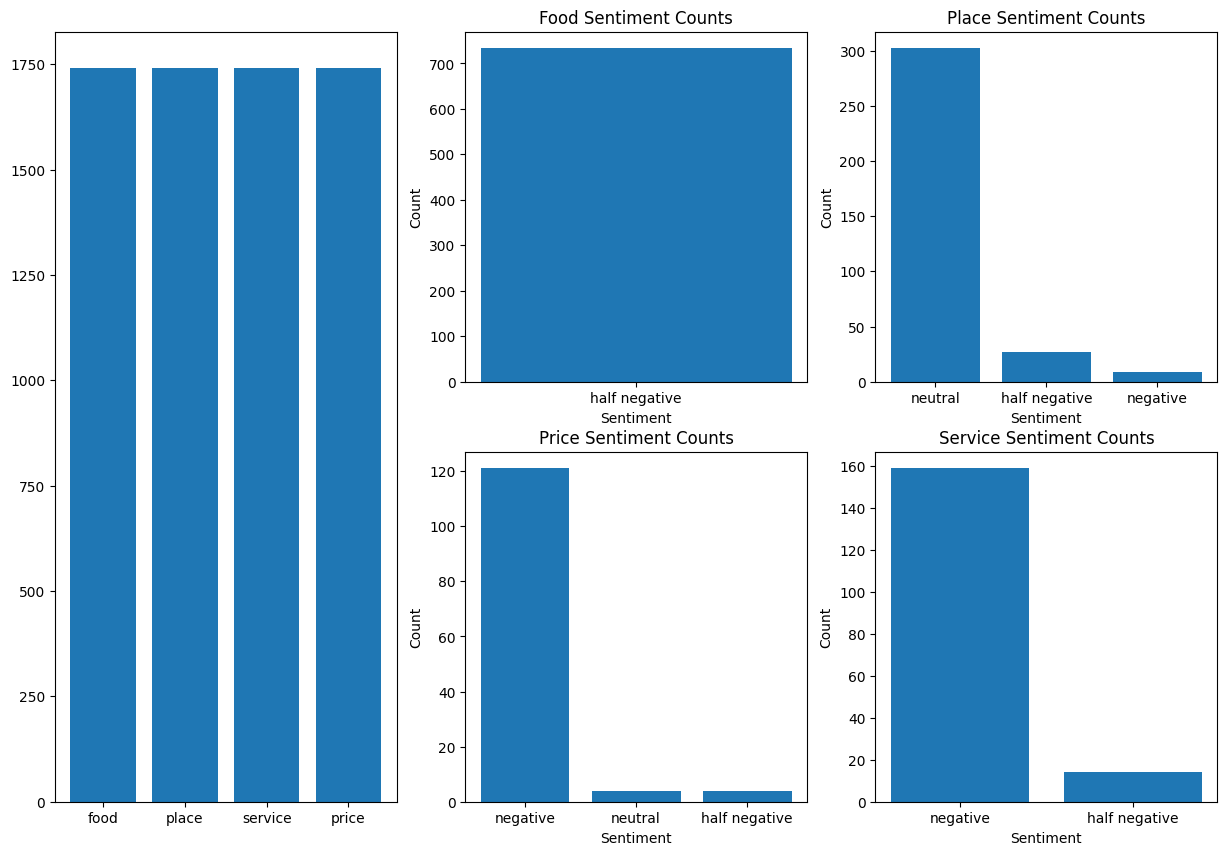 1750
1500
1250
1000
750
500
250
0
food place service price
Food Sentiment Counts
Count
700
600
500
400
300
200
100
0
half negative
Sentiment
Place Sentiment Counts
Count
300
250
200
150
100
50
0
neutral half negative negative
Sentiment
Price Sentiment Counts
Count
120
100
80
60
40
20
0
negative neutral half negative
Sentiment
Service Sentiment Counts
Count
160
140
120
100
80
60
40
20
0
negative half negative
Sentiment